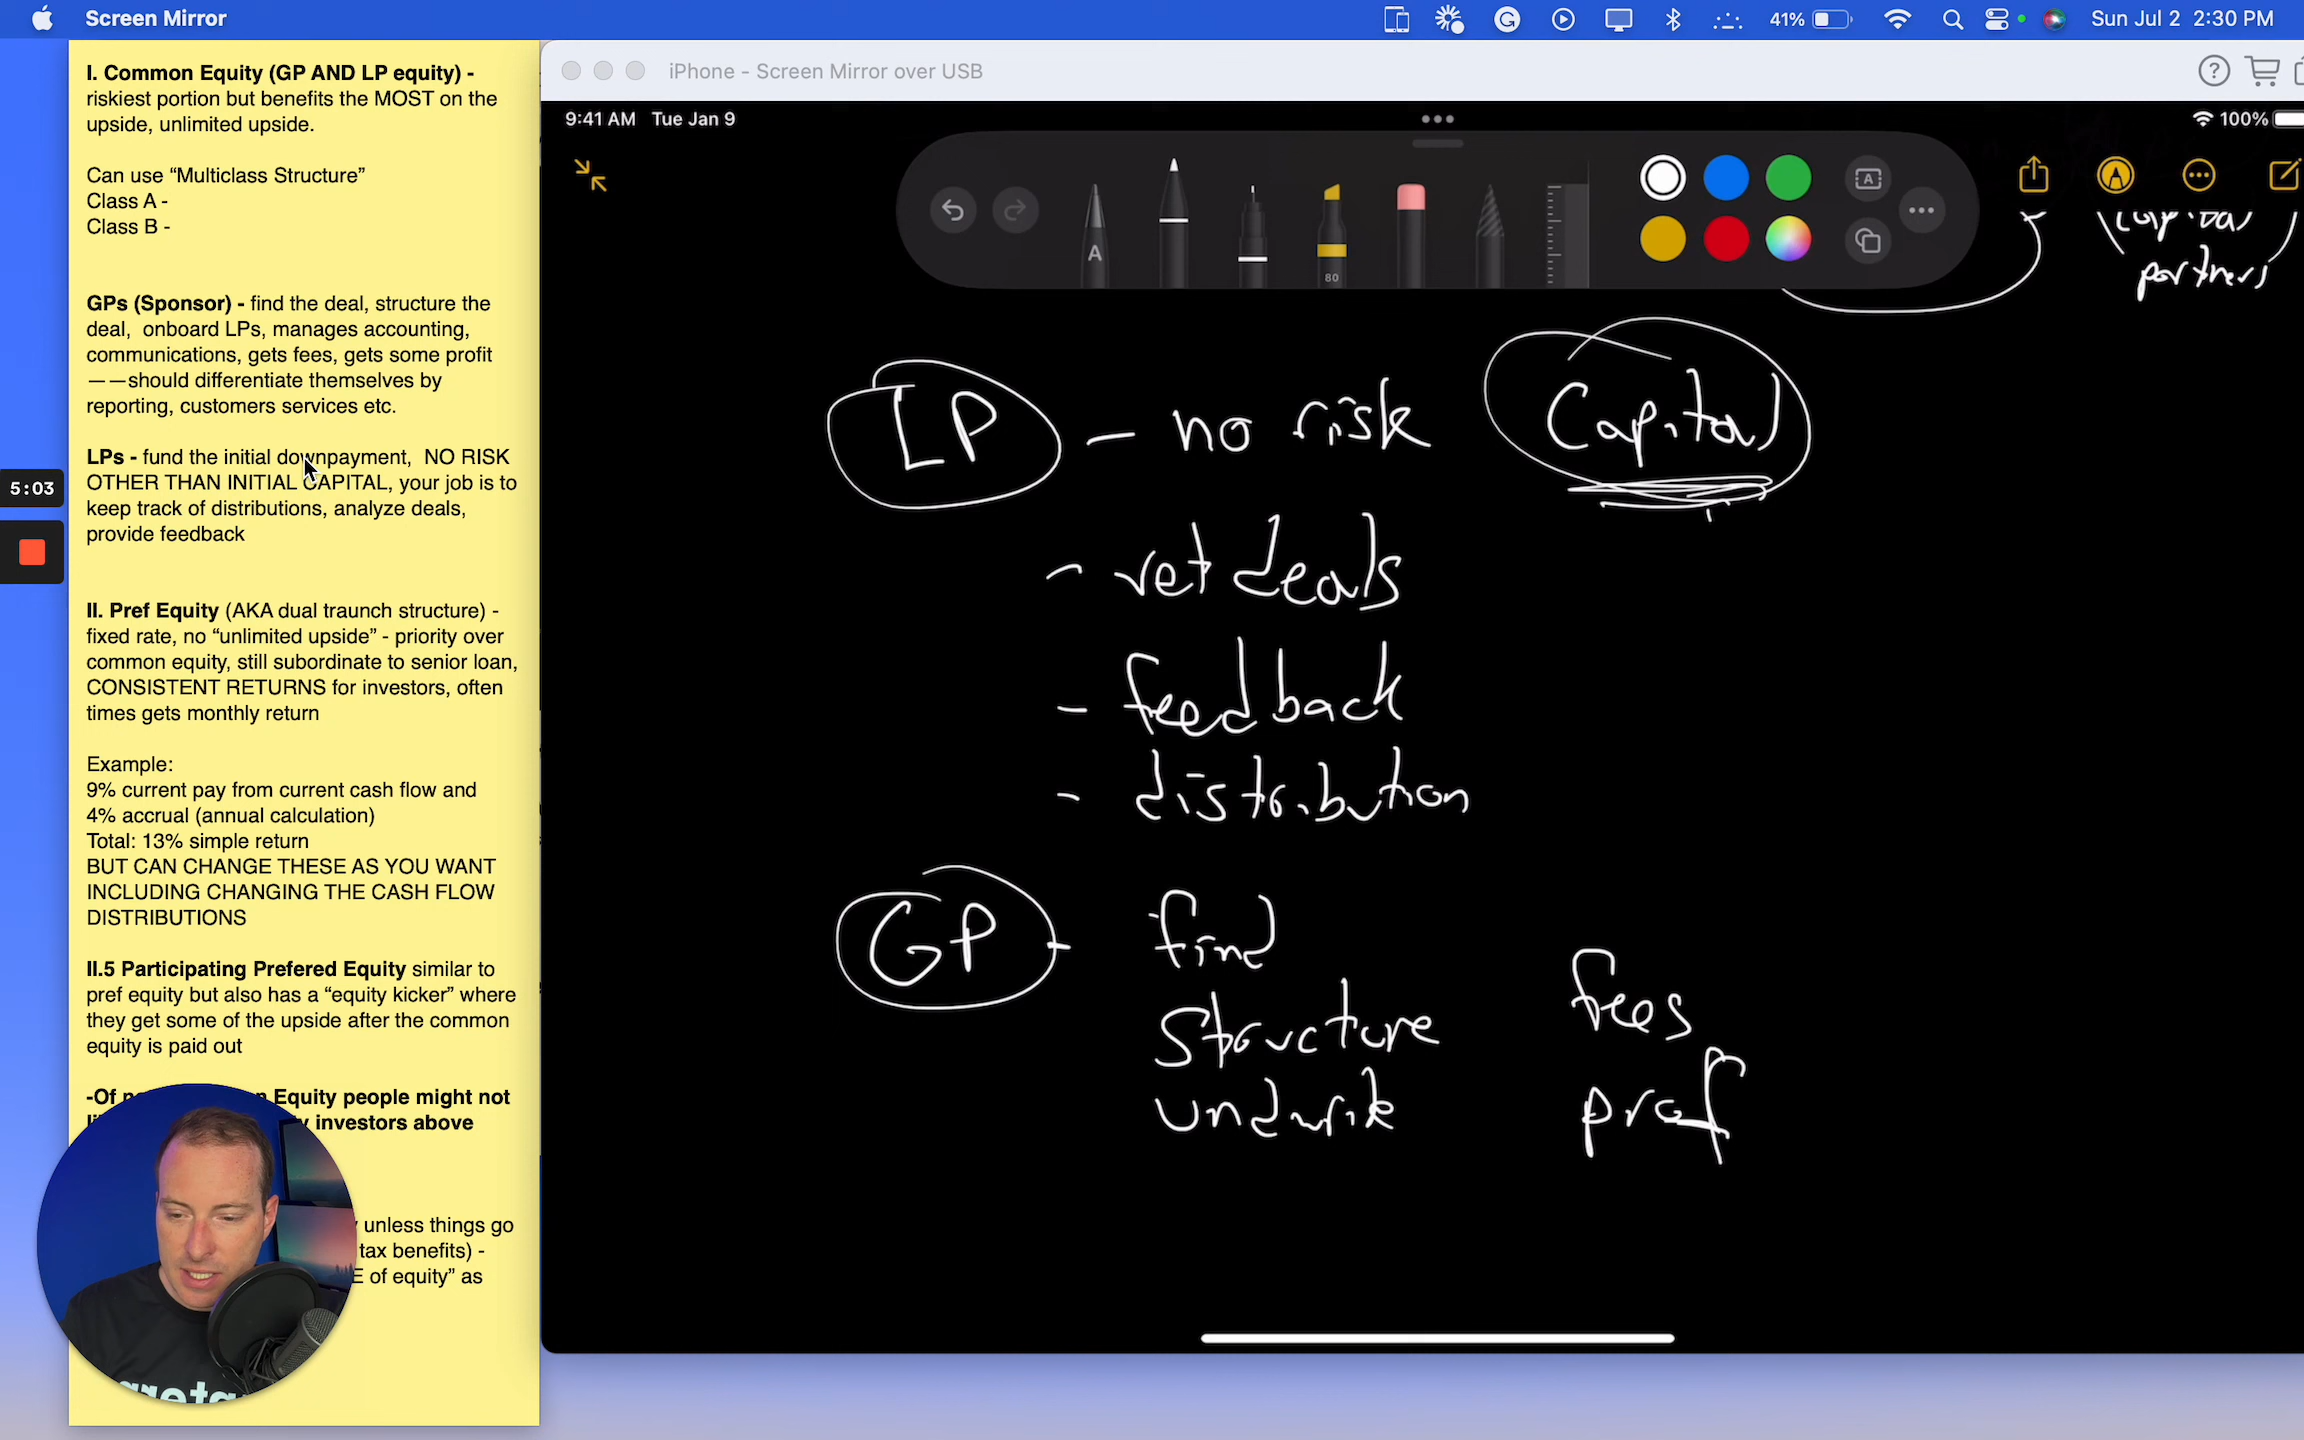 Screen Mirror
41%
Sun Jul 2 2:30 PM
I. Common Equity (GP AND LP equity) -
riskiest portion but benefits the MOST on the
upside, unlimited upside.
Can use “Multiclass Structure”
Class A -
Class B -
GPs (Sponsor) - find the deal, structure the
deal, onboard LPs, manages accounting,
communications, gets fees, gets some profit
——should differentiate themselves by
reporting, customers services etc.
LPs - fund the initial downpayment, NO RISK
OTHER THAN INITIAL CAPITAL, your job is to
keep track of distributions, analyze deals,
provide feedback
II. Pref Equity (AKA dual traunch structure) -
fixed rate, no “unlimited upside” - priority over
common equity, still subordinate to senior loan,
CONSISTENT RETURNS for investors, often
times gets monthly return
Example:
9% current pay from current cash flow and
4% accrual (annual calculation)
Total: 13% simple return
BUT CAN CHANGE THESE AS YOU WANT
INCLUDING CHANGING THE CASH FLOW
DISTRIBUTIONS
II.5 Participating Prefered Equity similar to
pref equity but also has a “equity kicker” where
they get some of the upside after the common
equity is paid out
-Of Equity people might not
investors above
unless things go
tax benefits) -
of equity” as
5:03
iPhone - Screen Mirror over USB
9:41 AM Tue Jan 9
100%
A
80
A
capital
partners
LP - no risk Capital
- vet deals
- feedback
- distribution
GP - find
Structure fees
undwrite prof